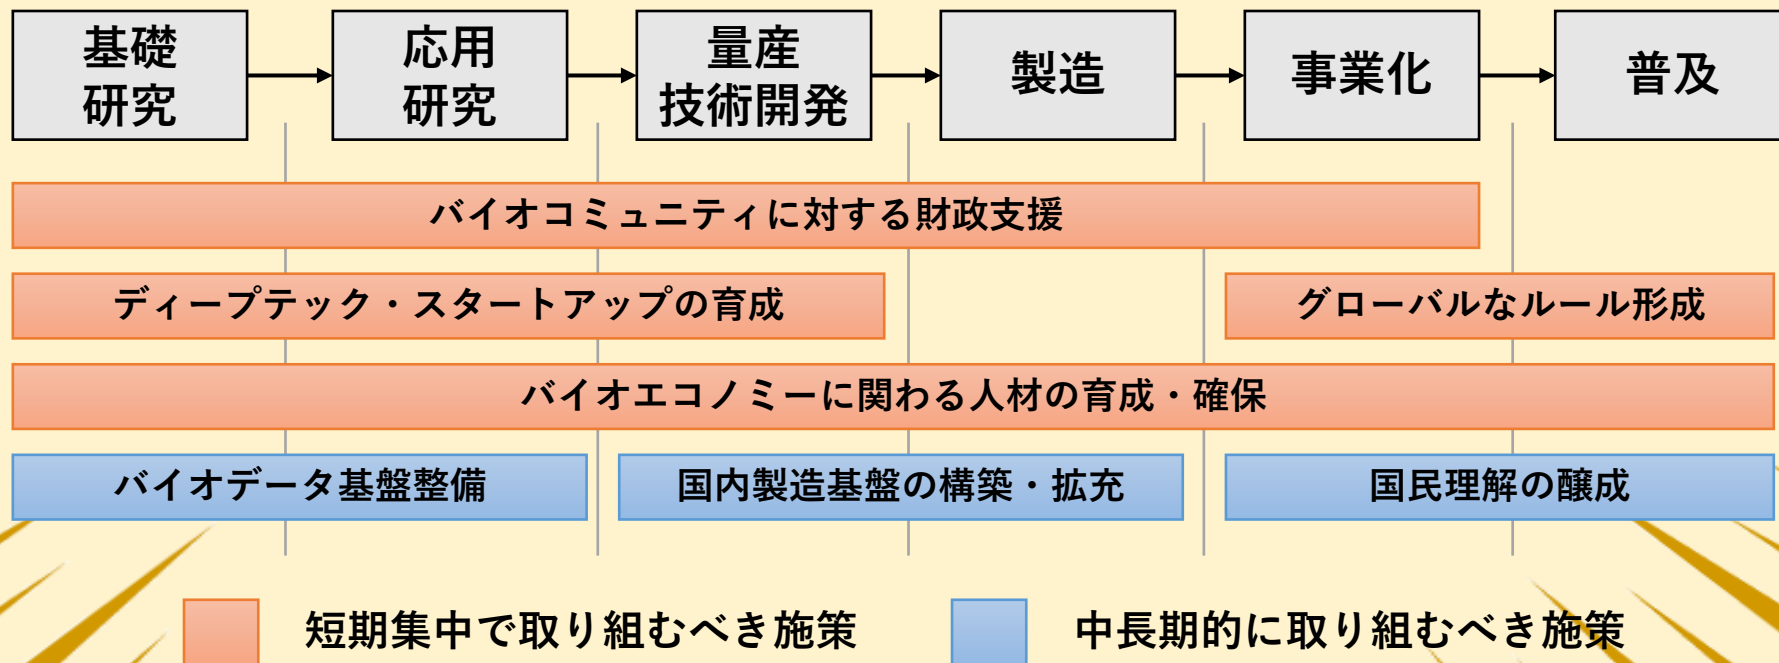 基礎
研究
応用
研究
量産
技術開発
製造
事業化
普及
バイオコミュニティに対する財政支援
ディープテック・スタートアップの育成
グローバルなルール形成
バイオエコノミーに関わる人材の育成・確保
バイオデータ基盤整備
国内製造基盤の構築・拡充
国民理解の醸成
短期集中で取り組むべき施策
中長期的に取り組むべき施策